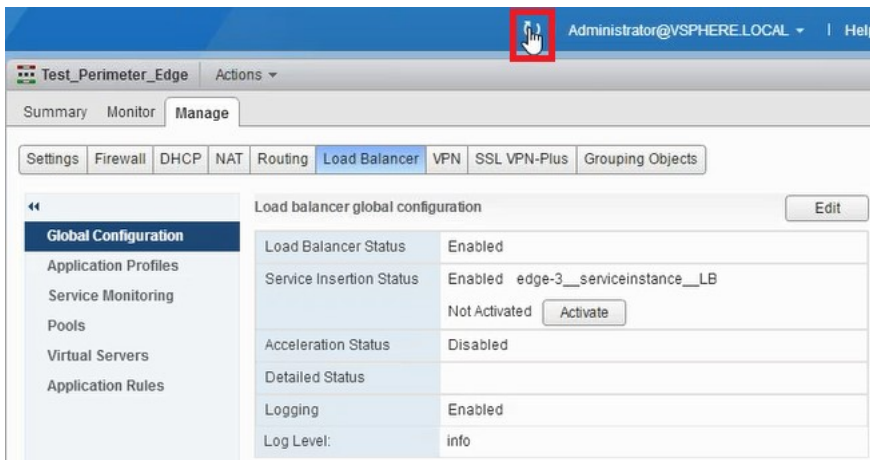 Administrator@VSPHERE.LOCAL | Help
Test_Perimeter_Edge Actions
Summary Monitor Manage
Settings Firewall DHCP NAT Routing Load Balancer VPN SSL VPN-Plus Grouping Objects
Load balancer global configuration Edit
Global Configuration
Application Profiles
Service Monitoring
Pools
Virtual Servers
Application Rules
Load Balancer Status Enabled
Service Insertion Status Enabled edge-3__serviceinstance__LB
Not Activated Activate
Acceleration Status Disabled
Detailed Status
Logging Enabled
Log Level: info